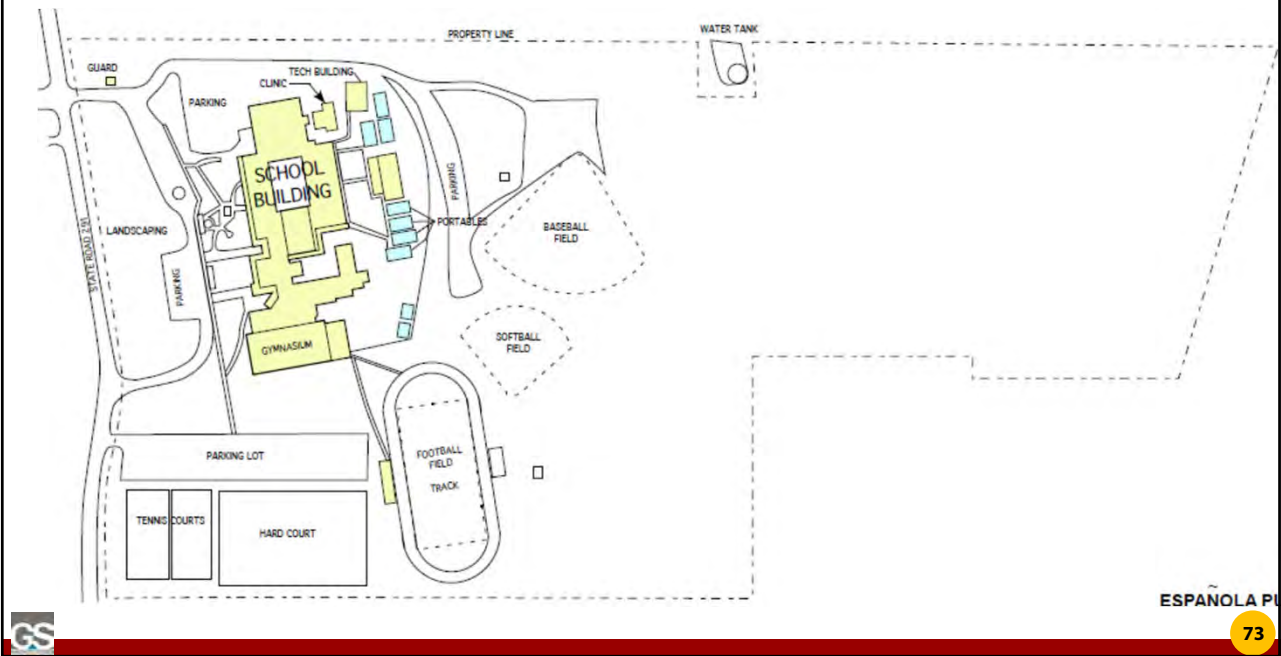 PROPERTY LINE
WATER TANK
GUARD
TECH BUILDING
CLINIC
PARKING
SCHOOL
BUILDING
PARKING
PORTABLES
LANDSCAPING
STATE ROAD 291
BASEBALL
FIELD
PARKING
SOFTBALL
FIELD
GYMNASIUM
FOOTBALL
FIELD
TRACK
PARKING LOT
TENNIS COURTS
HARD COURT
ESPAÑOLA PU
GS
73